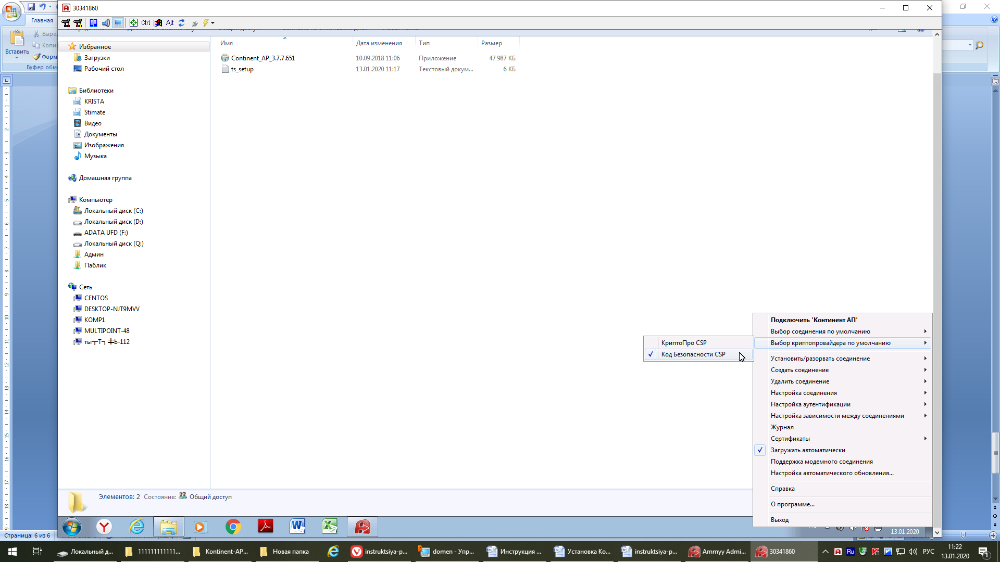 30341860
Главная
Ctrl
Alt
Вставить
Буфер
Избранное
Загрузки
Рабочий стол
Библиотеки
KRISTA
Stimate
Видео
Документы
Изображения
Музыка
Домашняя группа
Компьютер
Локальный диск (C:)
Локальный диск (D:)
ADATA UFD (F:)
Локальный диск (Q:)
Админ
Паблик
Сеть
CENTOS
DESKTOP-NJT9MVV
KOMP1
MULTIPOINT-48
Имя Дата изменения Тип Размер
Continent_AP_3.7.7.651 10.09.2018 11:06 Приложение 47 987 КБ
ts_setup 13.01.2020 11:17 Текстовый докум... 6 КБ
КриптоПро CSP
Код Безопасности CSP
Подключить 'Континент АП'
Выбор соединения по умолчанию
Выбор криптопровайдера по умолчанию
Установить/разорвать соединение
Создать соединение
Удалить соединение
Настройка соединения
Настройка аутентификации
Настройка зависимости между соединениями
Журнал
Сертификаты
Загружать автоматически
Поддержка модемного соединения
Настройка автоматического обновления...
Справка
О программе...
Выход
Элементов: 2 Состояние: Общий доступ
13.01.2020
Страница: 6 из 6
Локальный д...
111111111111...
Kontinent-AP...
Новая папка
instruktsiya-p...
domen - Упр...
Инструкция ...
Установка Ко...
instruktsiya-p...
Ammyy Admi...
30341860
Ru
РУС
11:22
13.01.2020
1